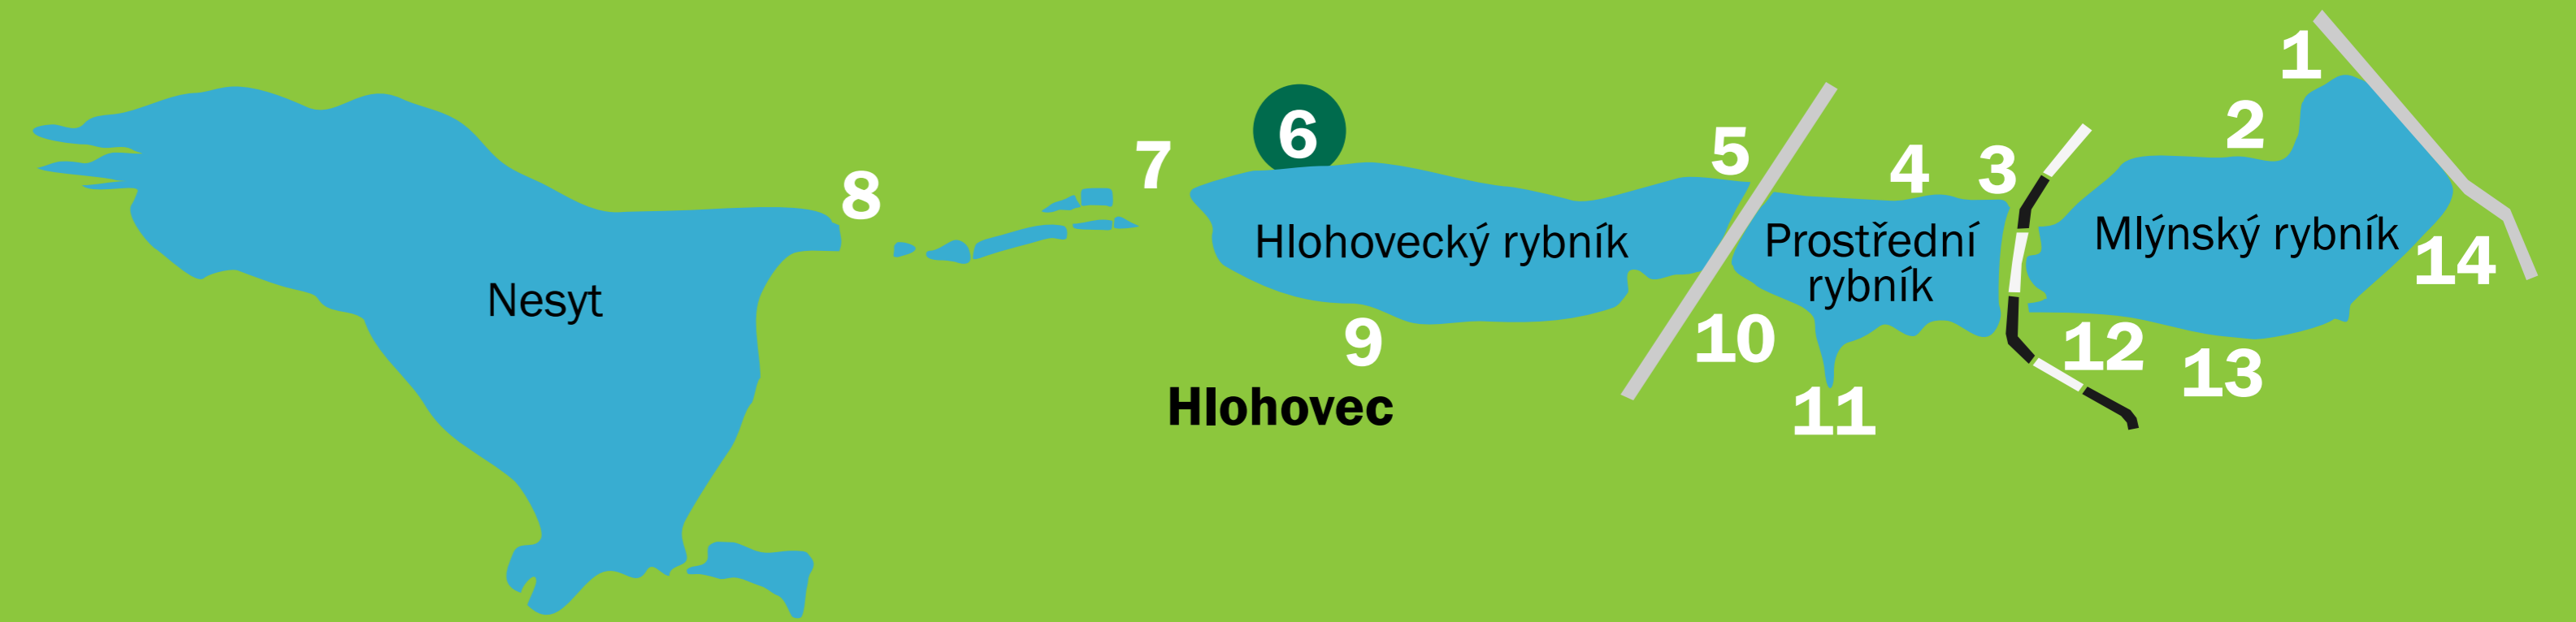 1
2
6
5
4
3
7
8
Hlohovecký rybník
Prostřední
rybník
Mlýnský rybník
14
Nesyt
9
10
12
13
11
Hlohovec